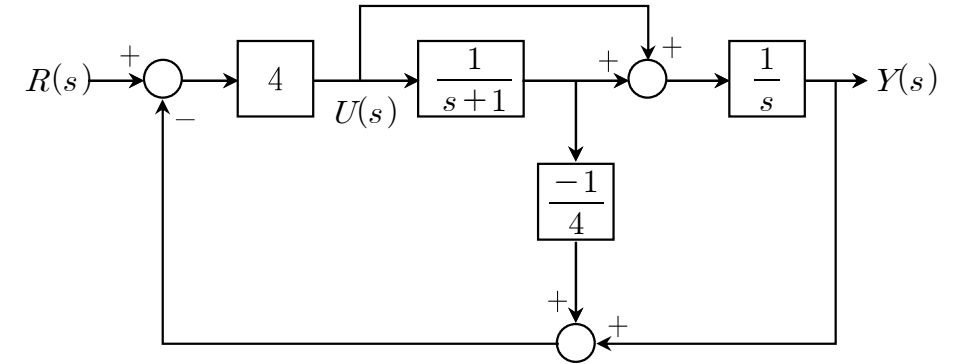 + +
R(s) + 4 1/(s+1) + 1/s Y(s)
− U(s)
−1/4
+ +